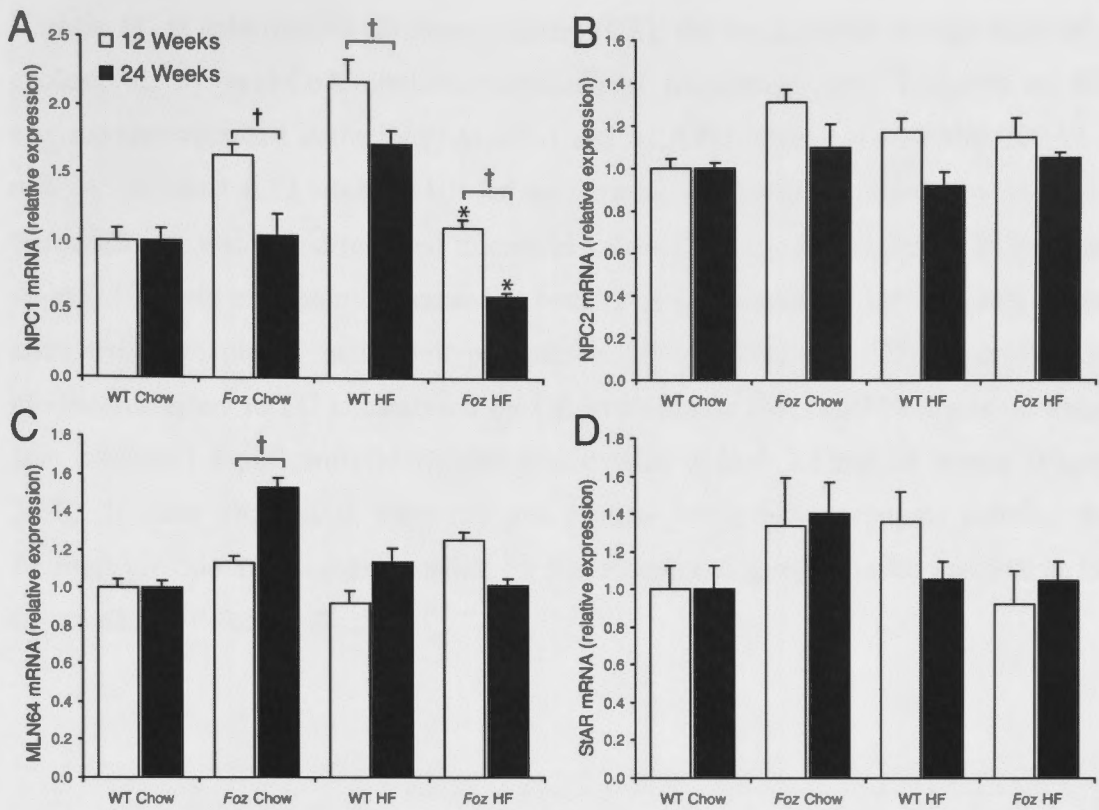 A
NPC1 mRNA (relative expression)
2.5
2.0
1.5
1.0
0.5
0.0
12 Weeks
24 Weeks
†
†
†
*
*
WT Chow Foz Chow WT HF Foz HF
B
NPC2 mRNA (relative expression)
1.6
1.4
1.2
1.0
0.8
0.6
0.4
0.2
0.0
WT Chow Foz Chow WT HF Foz HF
C
MLN64 mRNA (relative expression)
1.8
1.6
1.4
1.2
1.0
0.8
0.6
0.4
0.2
0.0
†
WT Chow Foz Chow WT HF Foz HF
D
StAR mRNA (relative expression)
1.8
1.6
1.4
1.2
1.0
0.8
0.6
0.4
0.2
0.0
WT Chow Foz Chow WT HF Foz HF